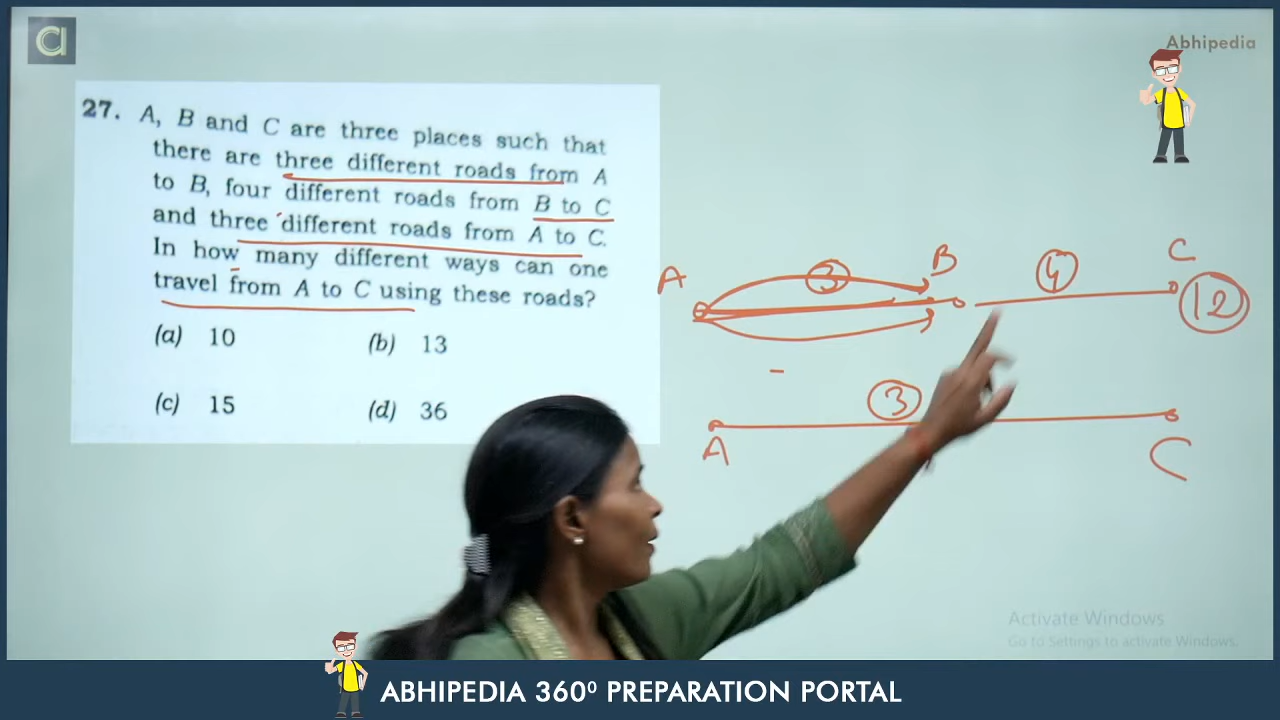 a
Abhipedia
27. A, B and C are three places such that
there are three different roads from A
to B, four different roads from B to C
and three different roads from A to C.
In how many different ways can one
travel from A to C using these roads?
(a) 10
(b) 13
(c) 15
(d) 36
A
3
B
4
C
12
3
A
C
Activate Windows
Go to Settings to activate Windows.
ABHIPEDIA 360⁰ PREPARATION PORTAL